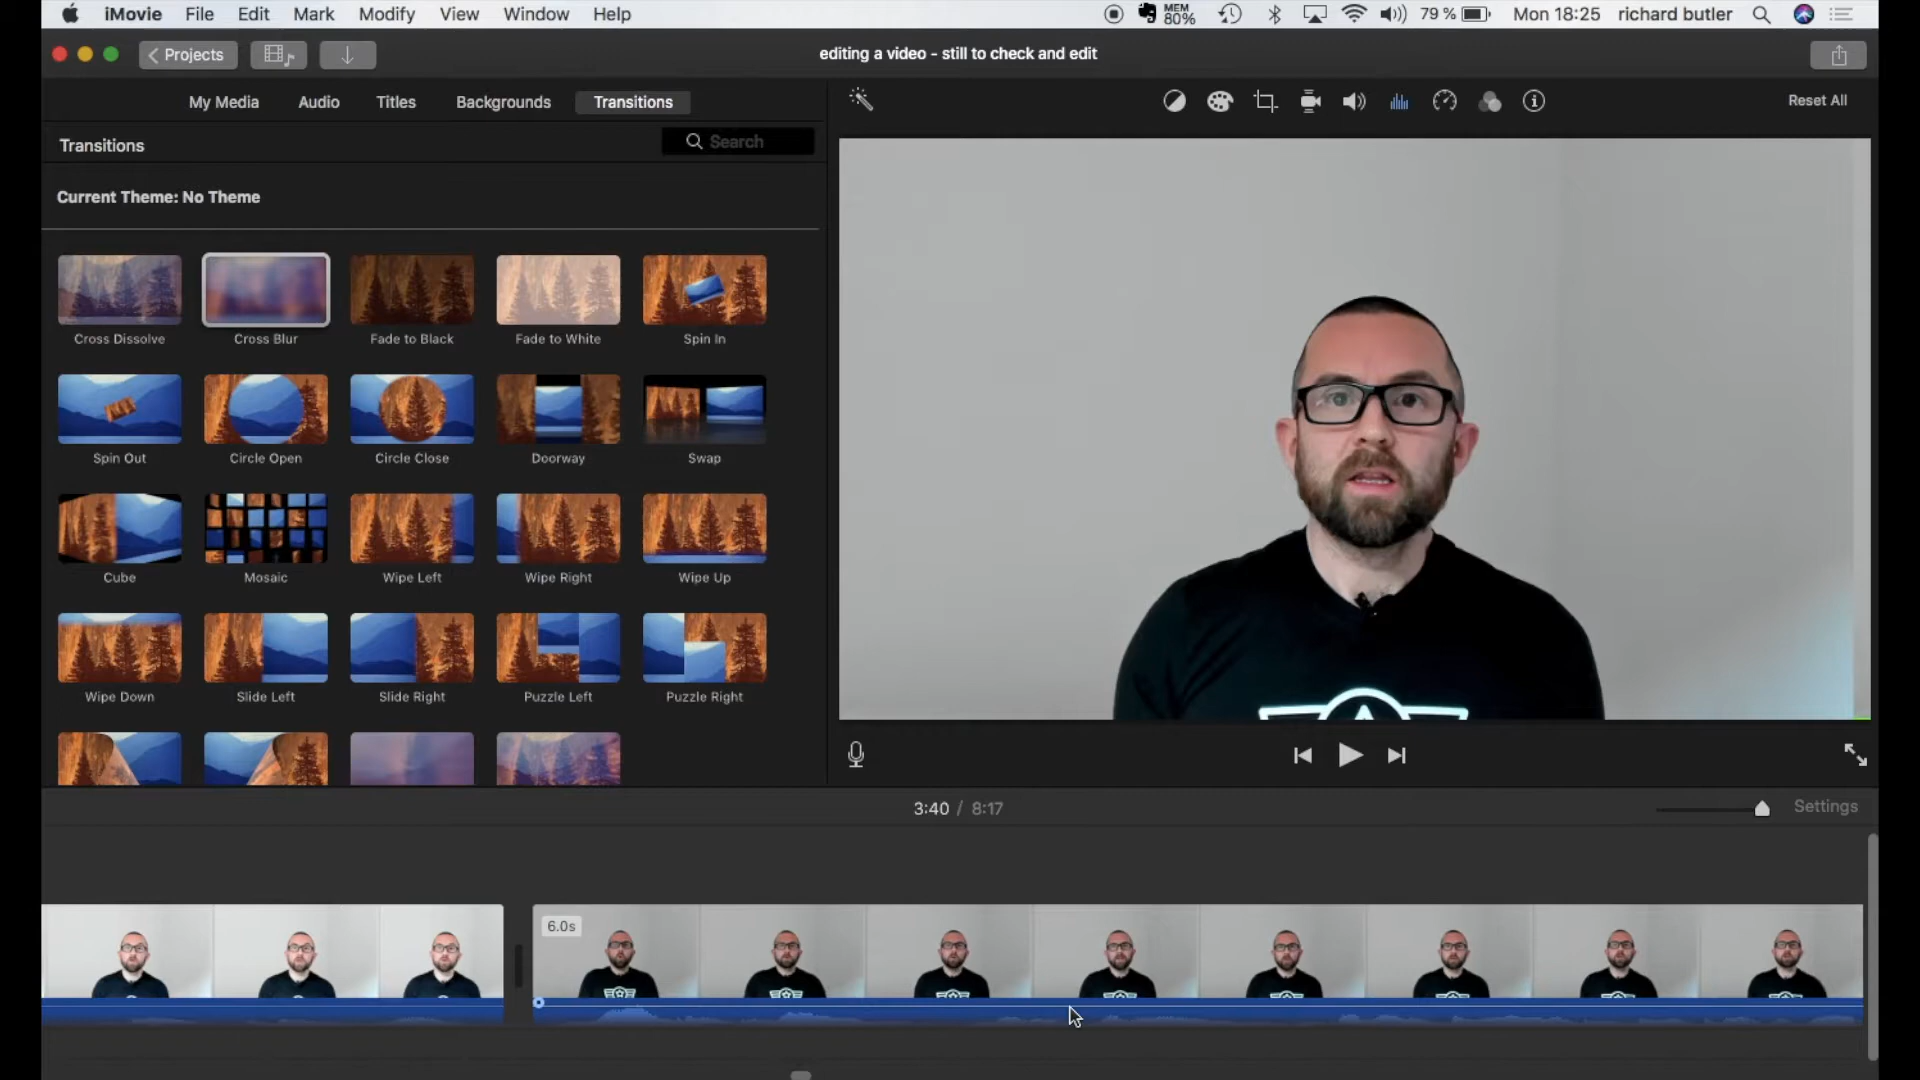 iMovie File Edit Mark Modify View Window Help MEM 80% 79 % Mon 18:25 richard butler
Projects editing a video - still to check and edit
My Media Audio Titles Backgrounds Transitions Reset All
Transitions Search
Current Theme: No Theme
Cross Dissolve Cross Blur Fade to Black Fade to White Spin In
Spin Out Circle Open Circle Close Doorway Swap
Cube Mosaic Wipe Left Wipe Right Wipe Up
Wipe Down Slide Left Slide Right Puzzle Left Puzzle Right
3:40 / 8:17 Settings
6.0s